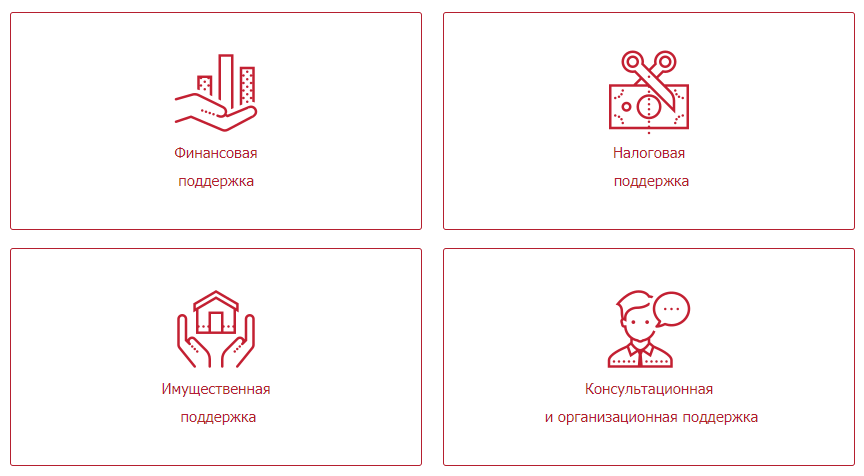 Финансовая
поддержка
Налоговая
поддержка
Имущественная
поддержка
Консультационная
и организационная поддержка